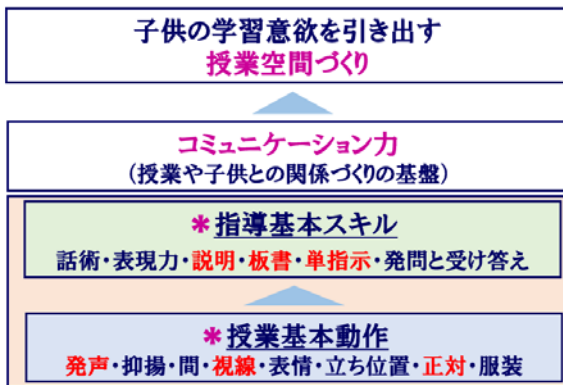 子供の学習意欲を引き出す
授業空間づくり
コミュニケーション力
(授業や子供との関係づくりの基盤)
*指導基本スキル
話術・表現力・説明・板書・単指示・発問と受け答え
*授業基本動作
発声・抑揚・間・視線・表情・立ち位置・正対・服装